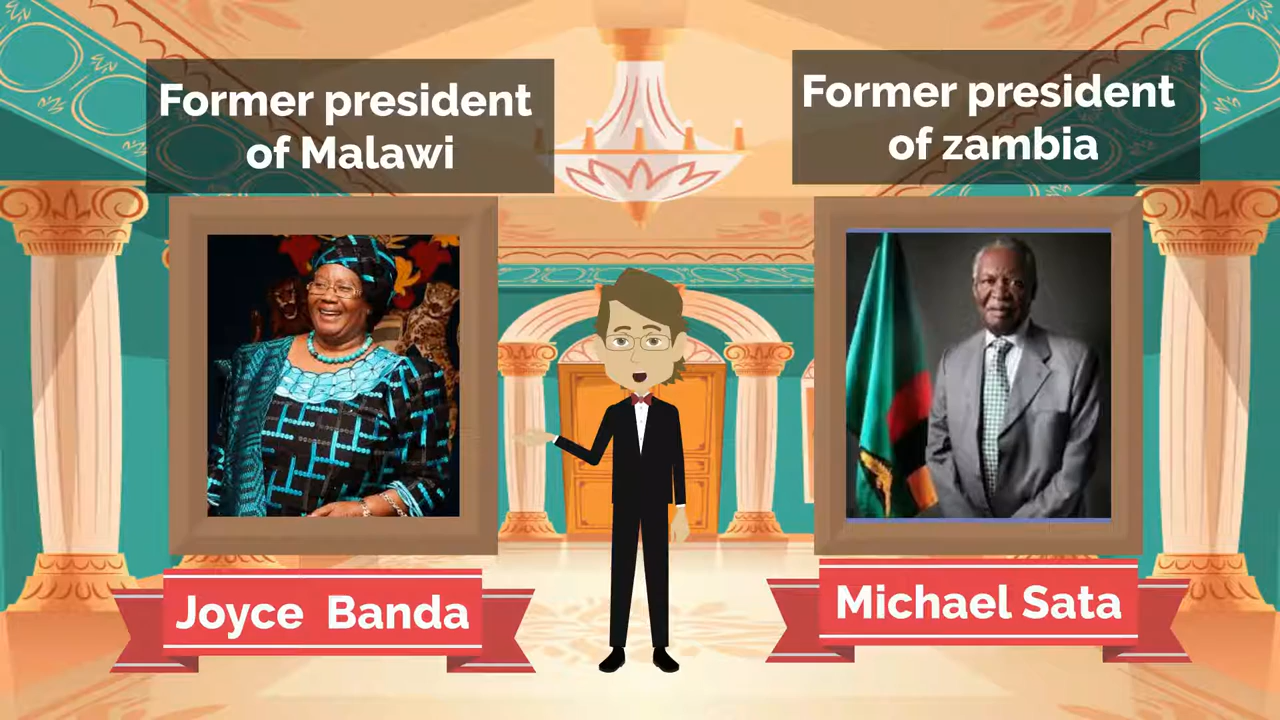 Former president
of Malawi
Former president
of zambia
Joyce Banda
Michael Sata